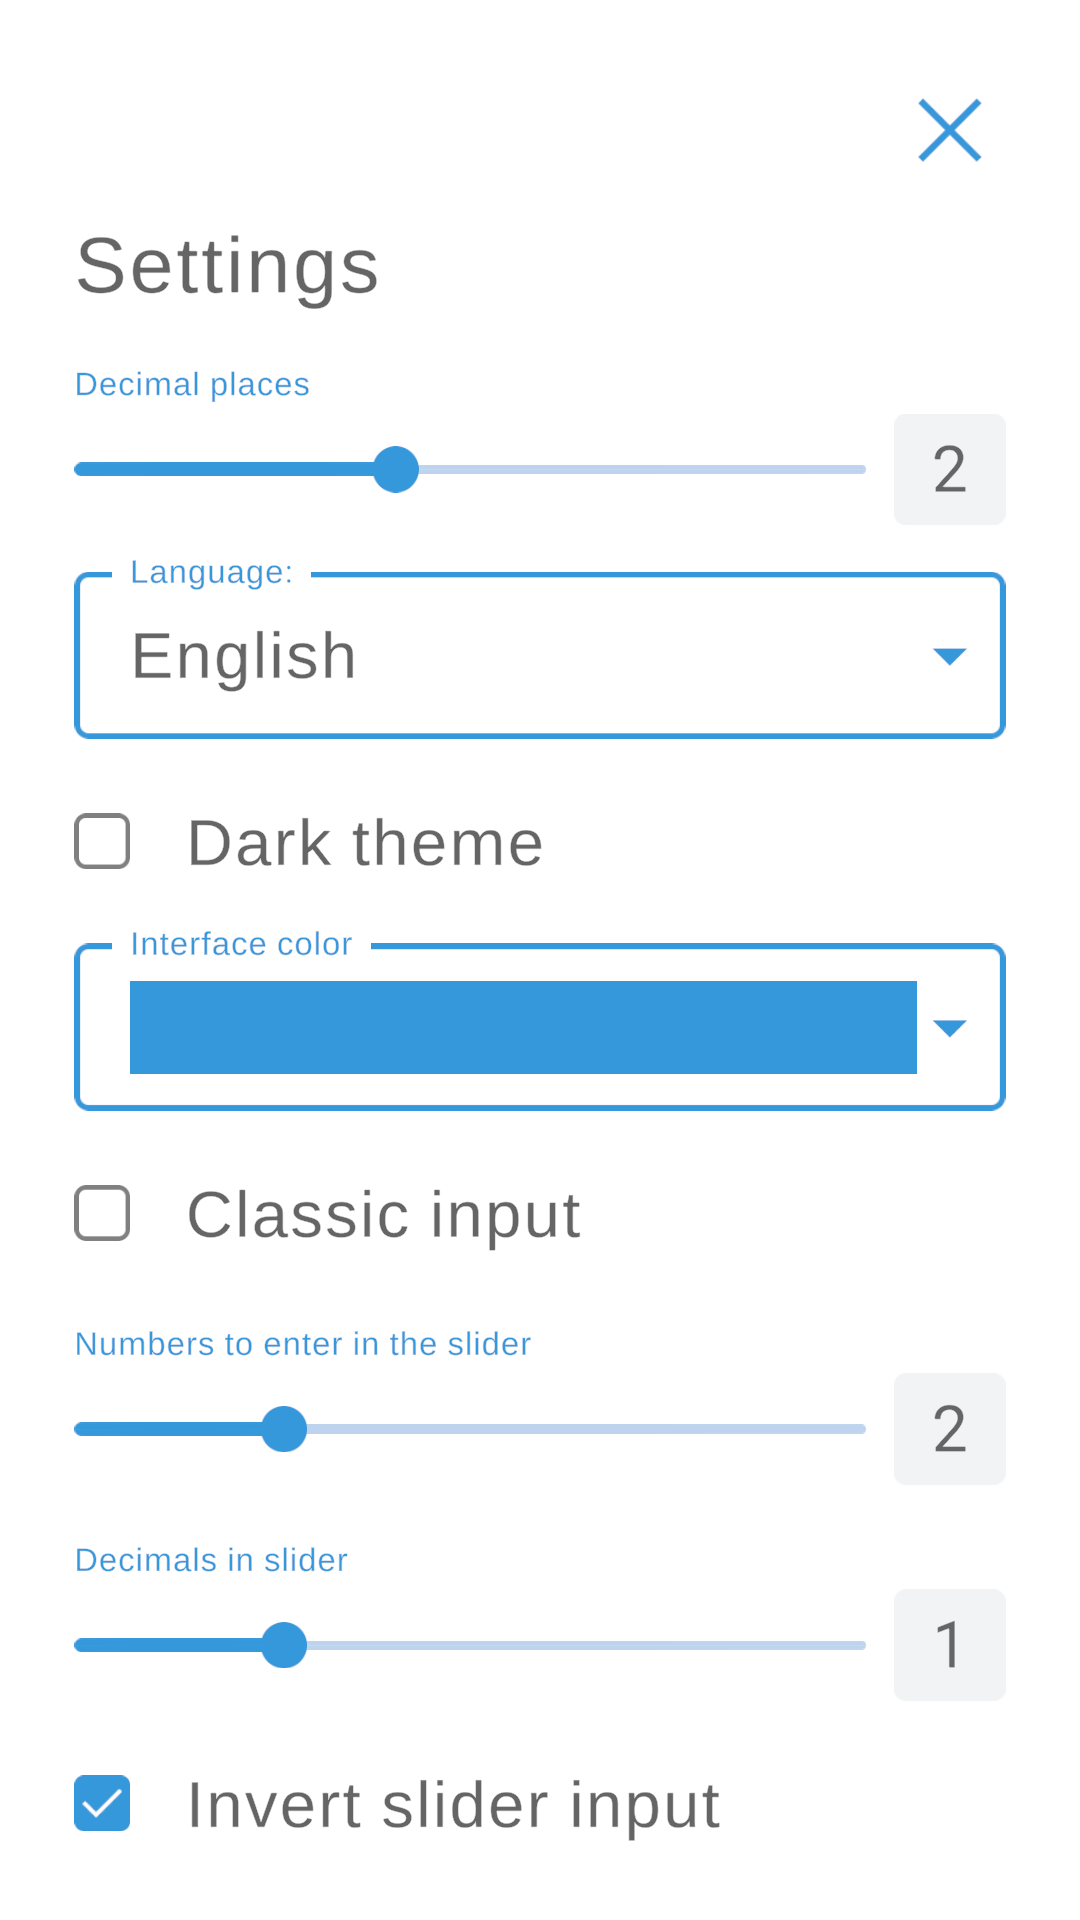 Settings
Decimal places
2
Language:
English
Dark theme
Interface color
Classic input
Numbers to enter in the slider
2
Decimals in slider
1
Invert slider input